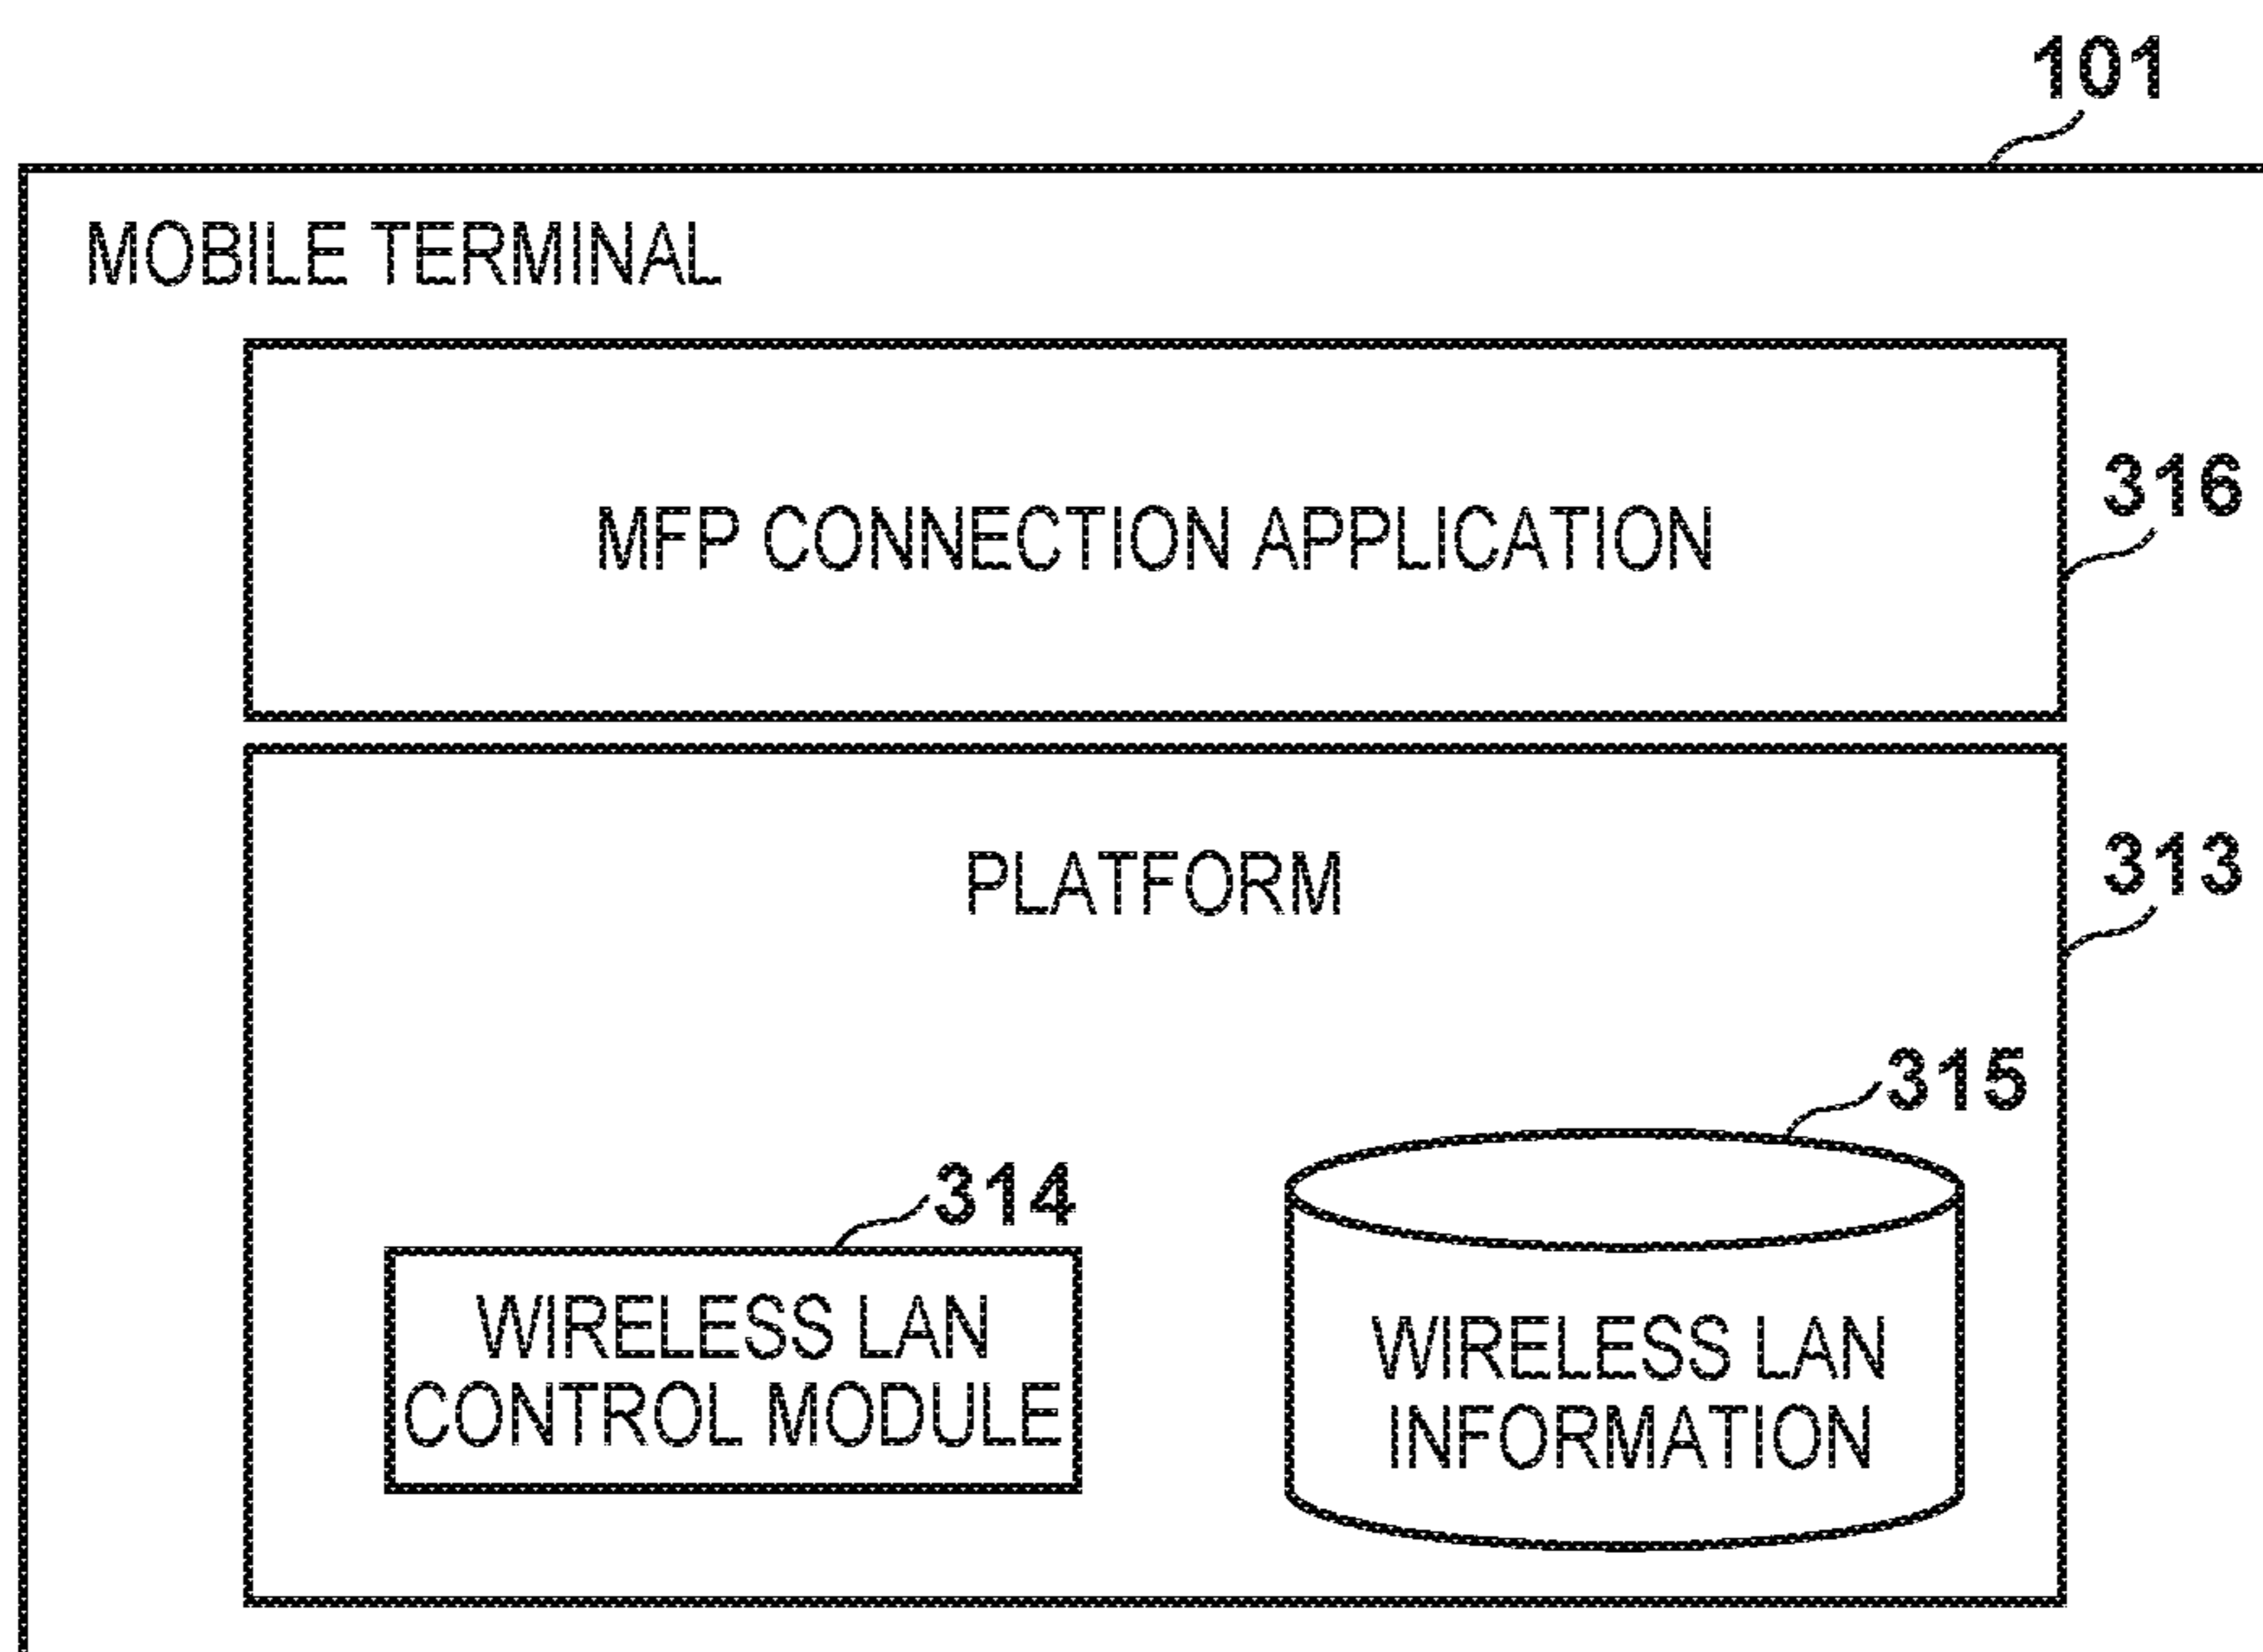 101
MOBILE TERMINAL
MFP CONNECTION APPLICATION
316
PLATFORM
313
315
314
WIRELESS LAN
CONTROL MODULE
WIRELESS LAN
INFORMATION